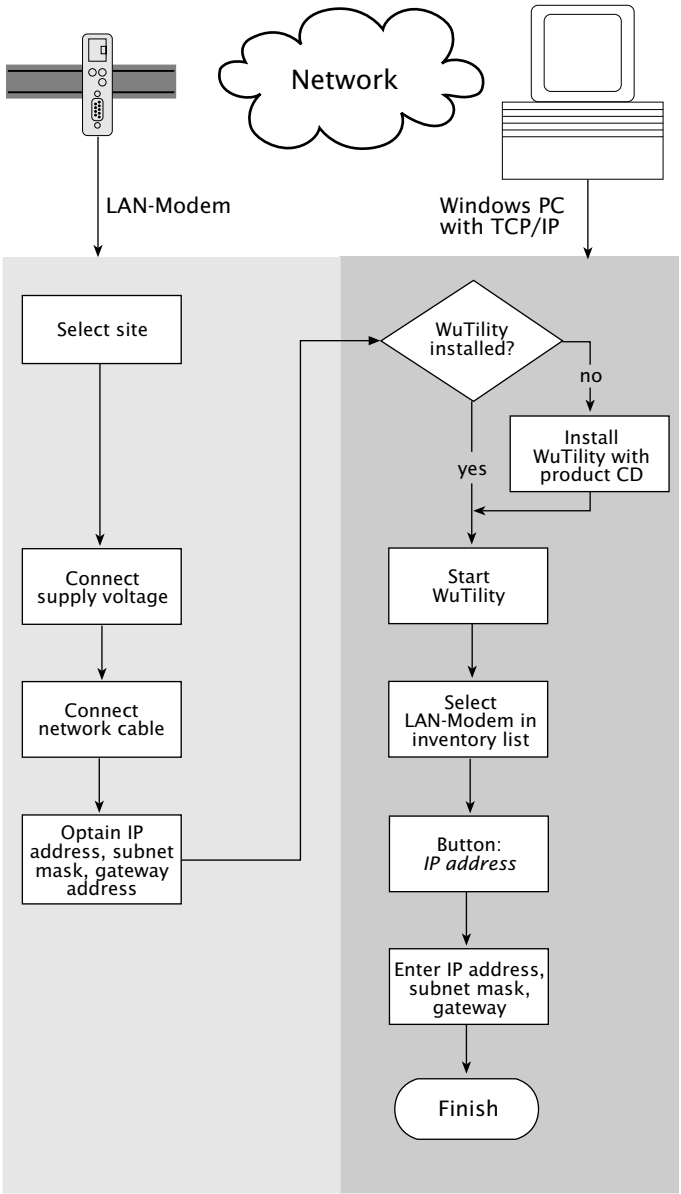 Network
LAN-Modem
Windows PC
with TCP/IP
Select site
Connect
supply voltage
Connect
network cable
Optain IP
address, subnet
mask, gateway
address
WuTility
installed?
no
Install
WuTility with
product CD
yes
Start
WuTility
Select
LAN-Modem in
inventory list
Button:
IP address
Enter IP address,
subnet mask,
gateway
Finish